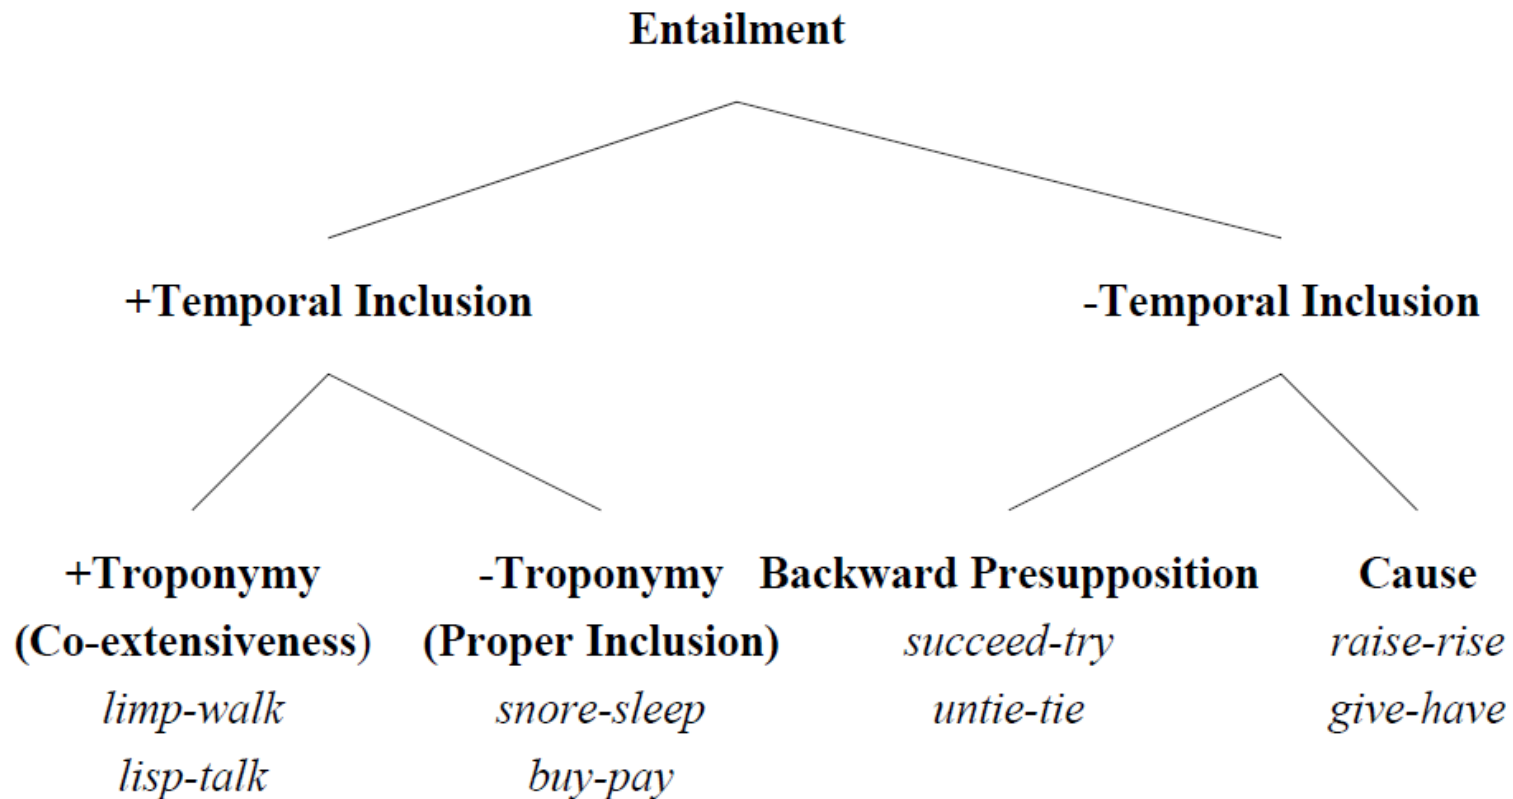 Entailment
+Temporal Inclusion
-Temporal Inclusion
+Troponymy
(Co-extensiveness)
limp-walk
lisp-talk
-Troponymy
(Proper Inclusion)
snore-sleep
buy-pay
Backward Presupposition
succeed-try
untie-tie
Cause
raise-rise
give-have